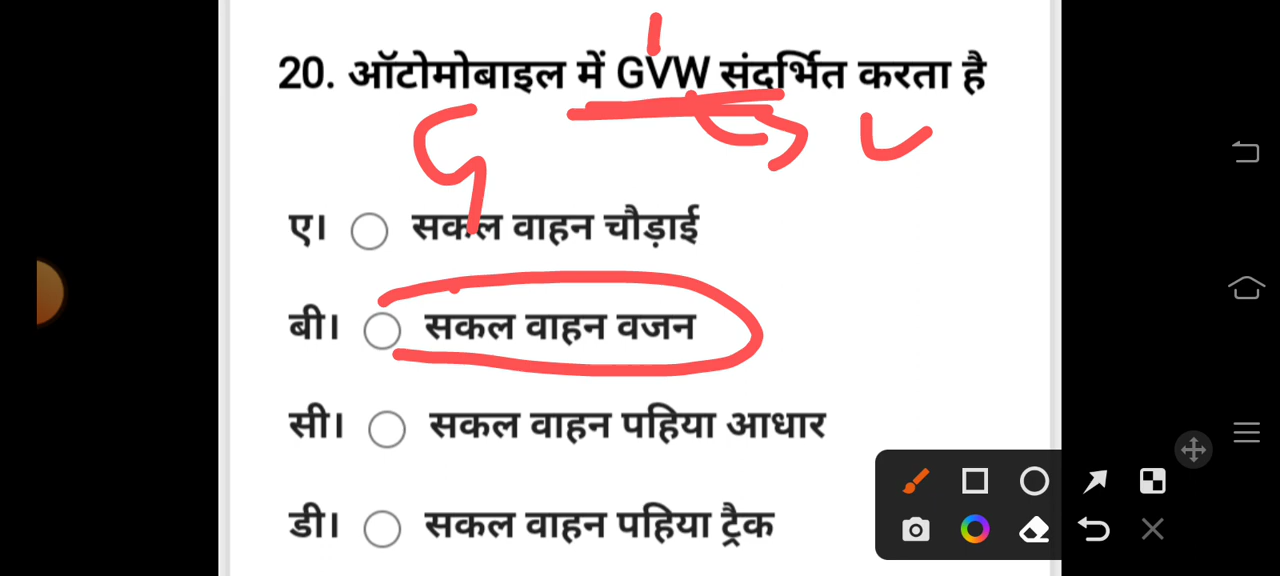 20. ऑटोमोबाइल में GVW संदर्भित करता है
ए। सकल वाहन चौड़ाई
बी। सकल वाहन वजन
सी। सकल वाहन पहिया आधार
डी। सकल वाहन पहिया ट्रैक